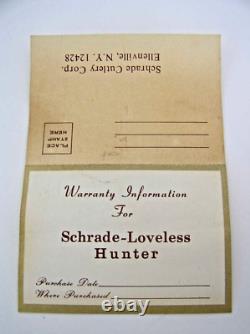 Schrade Cutlery Corp.
Ellenville, N.Y. 12428
PLACE
STAMP
HERE
Warranty Information
For
Schrade-Loveless
Hunter
Purchase Date
Where Purchased